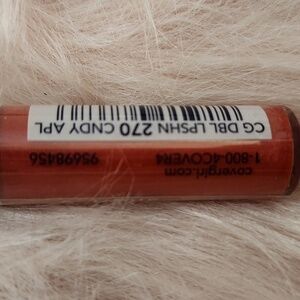 covergirl.com
1-800-4COVER4
95698456
CG DBL LPSHN 270 CNDY APL